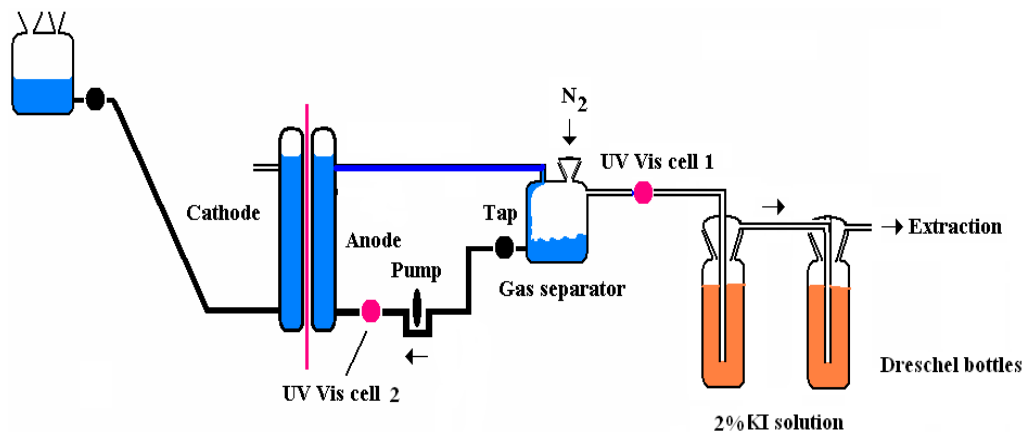 N2
UV Vis cell 1
Cathode
Tap
Anode
Extraction
Pump
Gas separator
UV Vis cell 2
Dreschel bottles
2% KI solution